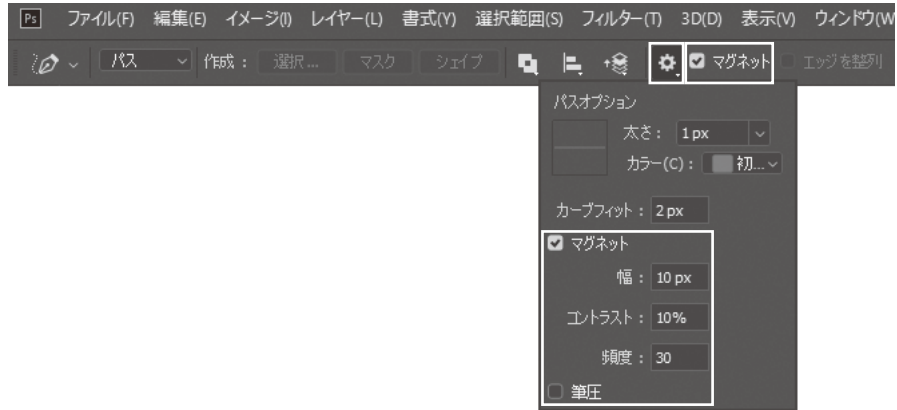 Ps ファイル(F) 編集(E) イメージ(I) レイヤー(L) 書式(Y) 選択範囲(S) フィルター(T) 3D(D) 表示(V) ウィンドウ(W
パス 作成： 選択... マスク シェイプ マグネット エッジを整列
パスオプション
太さ： 1 px
カラー(C)： 初...
カーブフィット： 2 px
マグネット
幅： 10 px
コントラスト： 10%
頻度： 30
筆圧